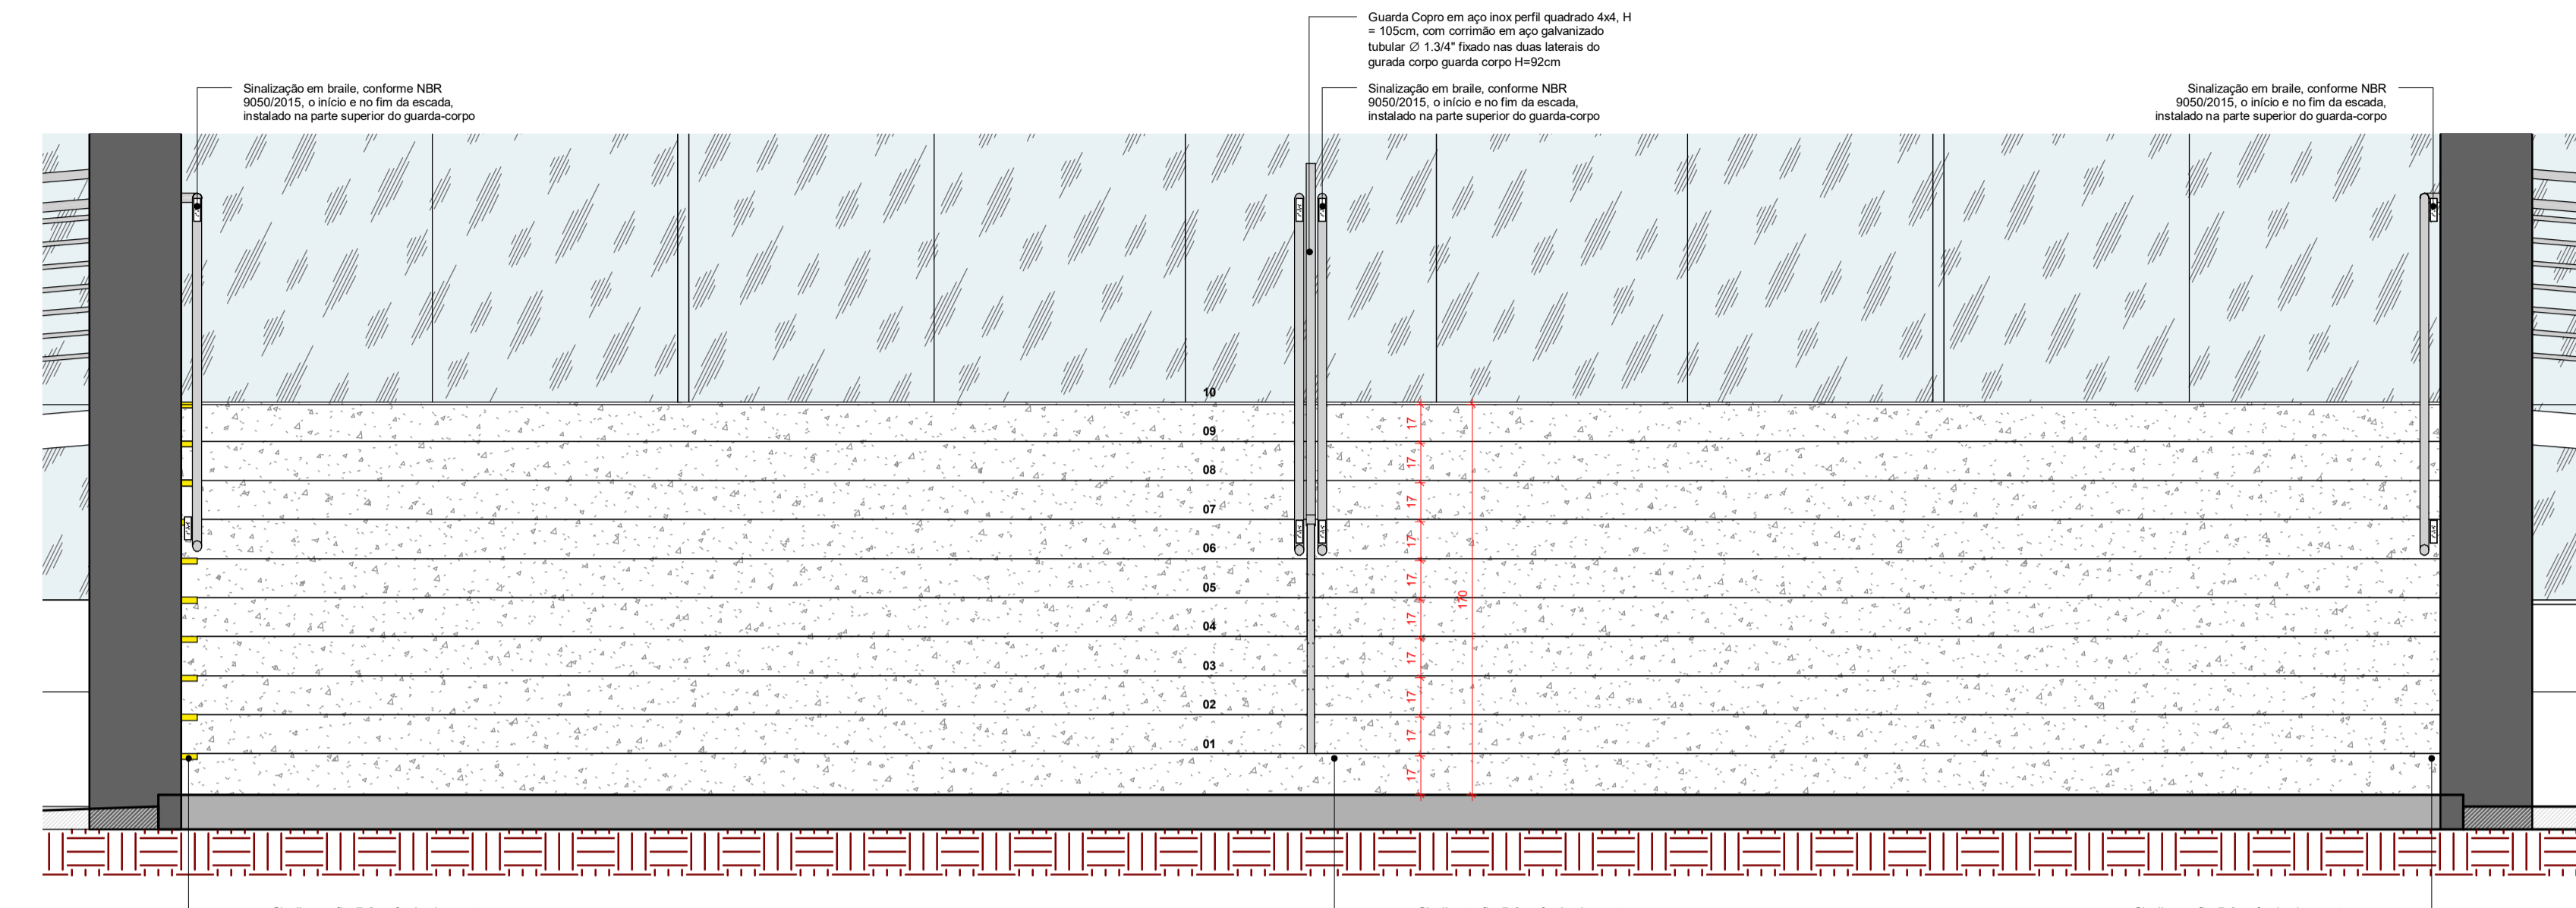 Guarda Copro em aço inox perfil quadrado 4x4, H
= 105cm, com corrimão em aço galvanizado
tubular Ø 1.3/4" fixado nas duas laterais do
gurada corpo guarda corpo H=92cm
Sinalização em braile, conforme NBR
9050/2015, o início e no fim da escada,
instalado na parte superior do guarda-corpo
Sinalização em braile, conforme NBR
9050/2015, o início e no fim da escada,
instalado na parte superior do guarda-corpo
Sinalização em braile, conforme NBR
9050/2015, o início e no fim da escada,
instalado na parte superior do guarda-corpo
10
09
08
07
06
05
04
03
02
01
17
17
17
17
17
17
17
17
17
17
170